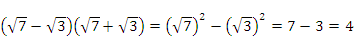 (√7 − √3)(√7 + √3) = (√7)² − (√3)² = 7 − 3 = 4